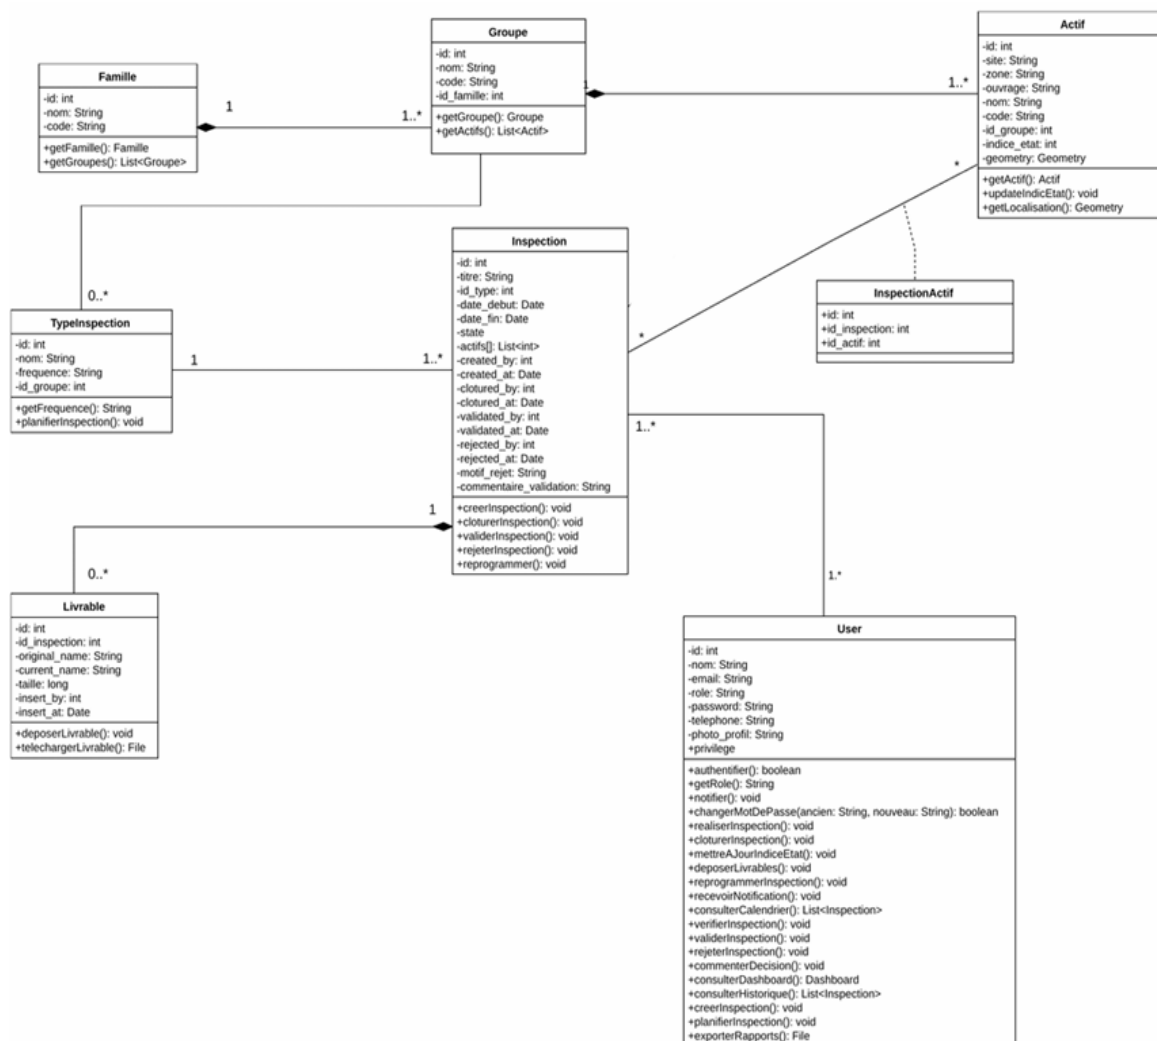 Famille
-id: int
-nom: String
-code: String
+getFamille(): Famille
+getGroupes(): List<Groupe>
1
1..*
Groupe
-id: int
-nom: String
-code: String
-id_famille: int
+getGroupe(): Groupe
+getActifs(): List<Actif>
1
1..*
Actif
-id: int
-site: String
-zone: String
-ouvrage: String
-nom: String
-code: String
-id_groupe: int
-indice_etat: int
-geometry: Geometry
+getActif(): Actif
+updateIndicEtat(): void
+getLocalisation(): Geometry
*
*
InspectionActif
+id: int
+id_inspection: int
+id_actif: int
0..*
TypeInspection
-id: int
-nom: String
-frequence: String
-id_groupe: int
+getFrequence(): String
+planifierInspection(): void
1
1..*
Inspection
-id: int
-titre: String
-id_type: int
-date_debut: Date
-date_fin: Date
-state
-actifs[]: List<int>
-created_by: int
-created_at: Date
-clotured_by: int
-clotured_at: Date
-validated_by: int
-validated_at: Date
-rejected_by: int
-rejected_at: Date
-motif_rejet: String
-commentaire_validation: String
+creerInspection(): void
+cloturerInspection(): void
+validerInspection(): void
+rejeterInspection(): void
+reprogrammer(): void
1..*
1.*
1
0..*
Livrable
-id: int
-id_inspection: int
-original_name: String
-current_name: String
-taille: long
-insert_by: int
-insert_at: Date
+deposerLivrable(): void
+telechargerLivrable(): File
User
-id: int
-nom: String
-email: String
-role: String
-password: String
-telephone: String
-photo_profil: String
+privilege
+authentifier(): boolean
+getRole(): String
+notifier(): void
+changerMotDePasse(ancien: String, nouveau: String): boolean
+realiserInspection(): void
+cloturerInspection(): void
+mettreAJourIndiceEtat(): void
+deposerLivrables(): void
+reprogrammerInspection(): void
+recevoirNotification(): void
+consulterCalendrier(): List<Inspection>
+verifierInspection(): void
+validerInspection(): void
+rejeterInspection(): void
+commenterDecision(): void
+consulterDashboard(): Dashboard
+consulterHistorique(): List<Inspection>
+creerInspection(): void
+planifierInspection(): void
+exporterRapports(): File